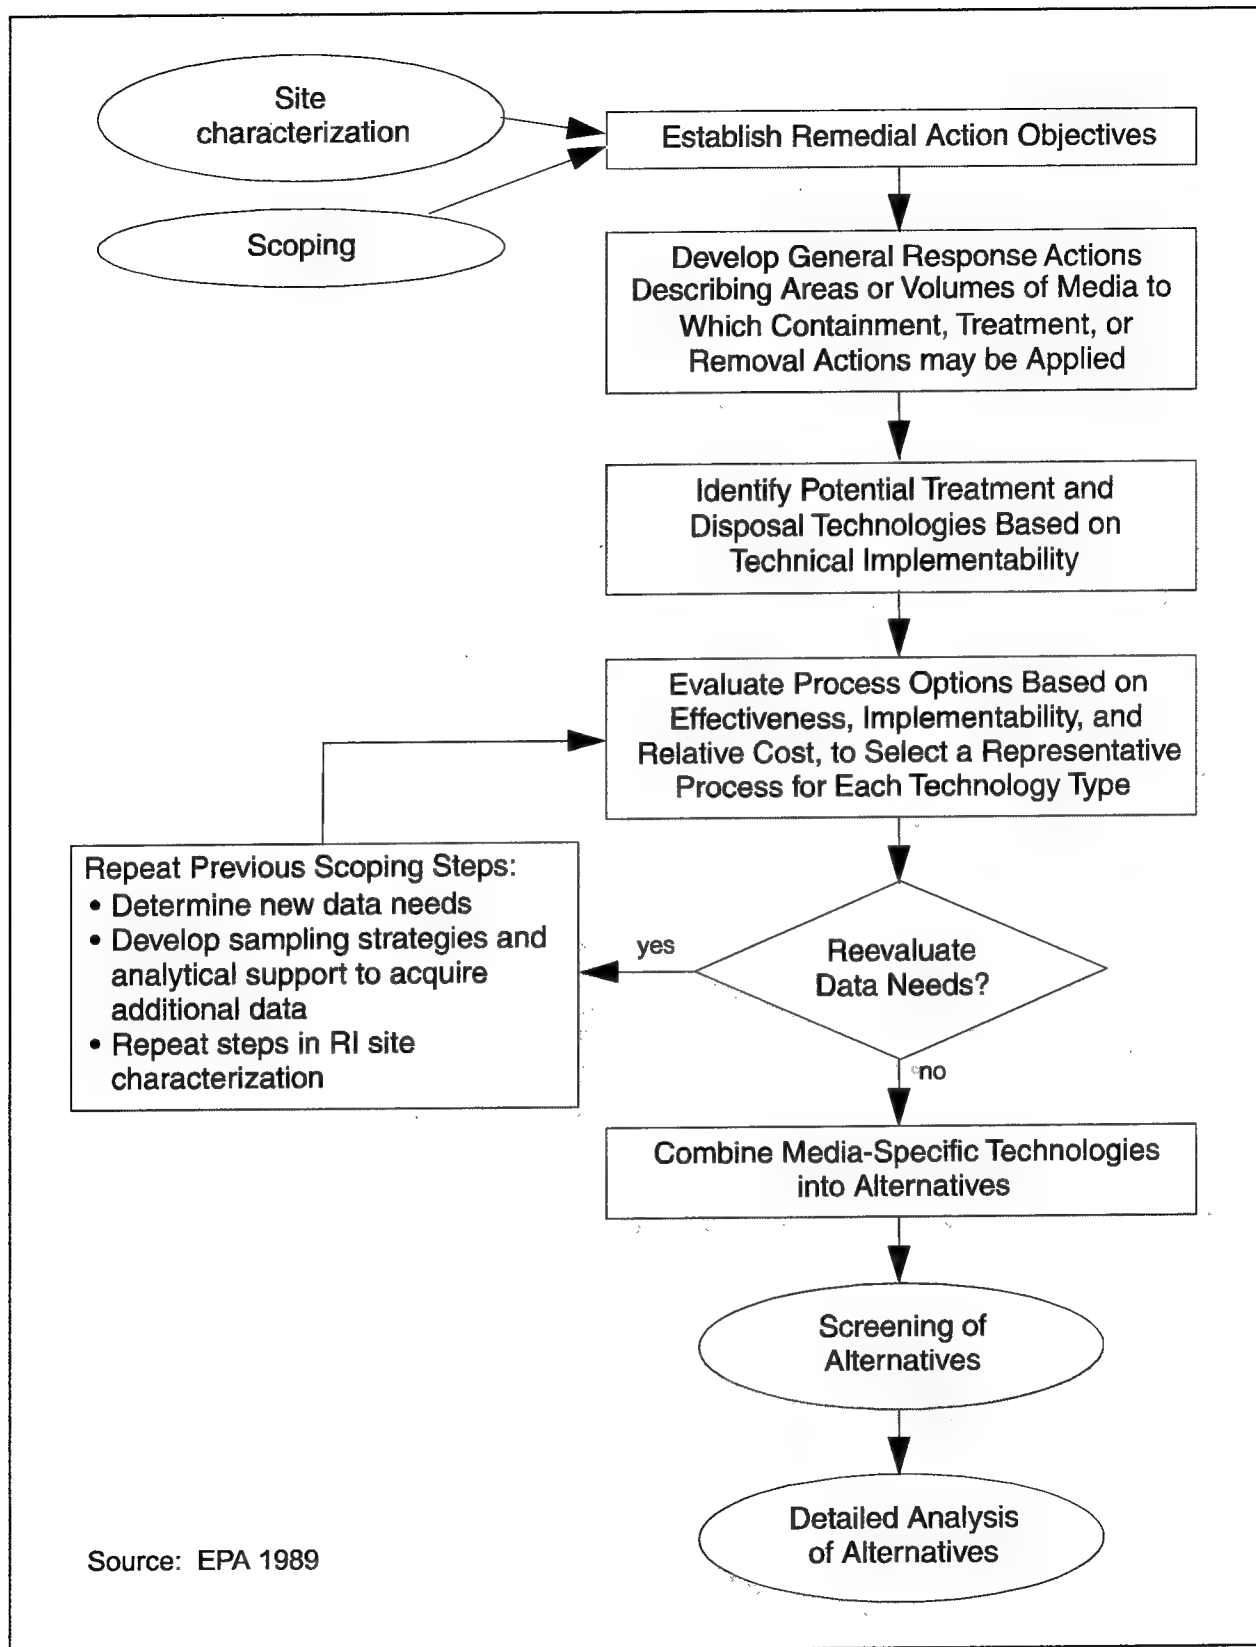 Site
characterization
Establish Remedial Action Objectives
Scoping
Develop General Response Actions
Describing Areas or Volumes of Media to
Which Containment, Treatment, or
Removal Actions may be Applied
Identify Potential Treatment and
Disposal Technologies Based on
Technical Implementability
Evaluate Process Options Based on
Effectiveness, Implementability, and
Relative Cost, to Select a Representative
Process for Each Technology Type
Repeat Previous Scoping Steps:
• Determine new data needs
• Develop sampling strategies and
analytical support to acquire
additional data
• Repeat steps in RI site
characterization
yes
Reevaluate
Data Needs?
no
Combine Media-Specific Technologies
into Alternatives
Screening of
Alternatives
Detailed Analysis
of Alternatives
Source: EPA 1989